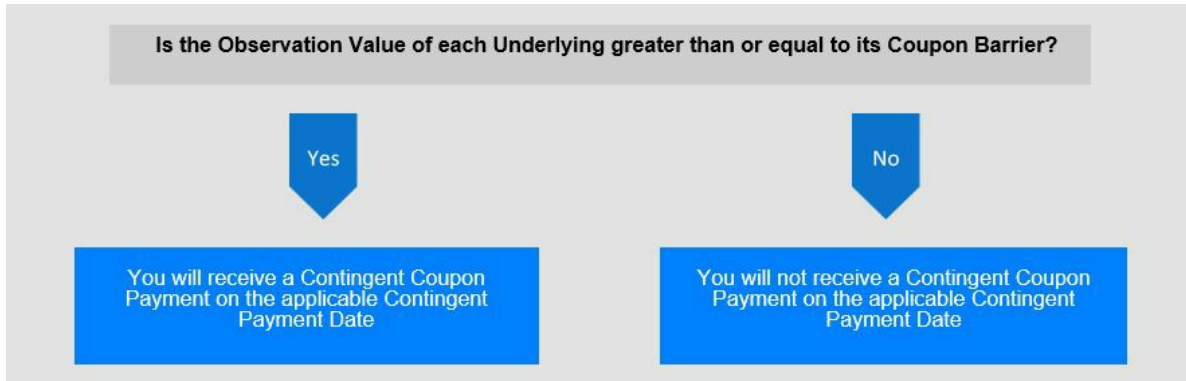 Is the Observation Value of each Underlying greater than or equal to its Coupon Barrier?
Yes
No
You will receive a Contingent Coupon
Payment on the applicable Contingent
Payment Date
You will not receive a Contingent Coupon
Payment on the applicable Contingent
Payment Date